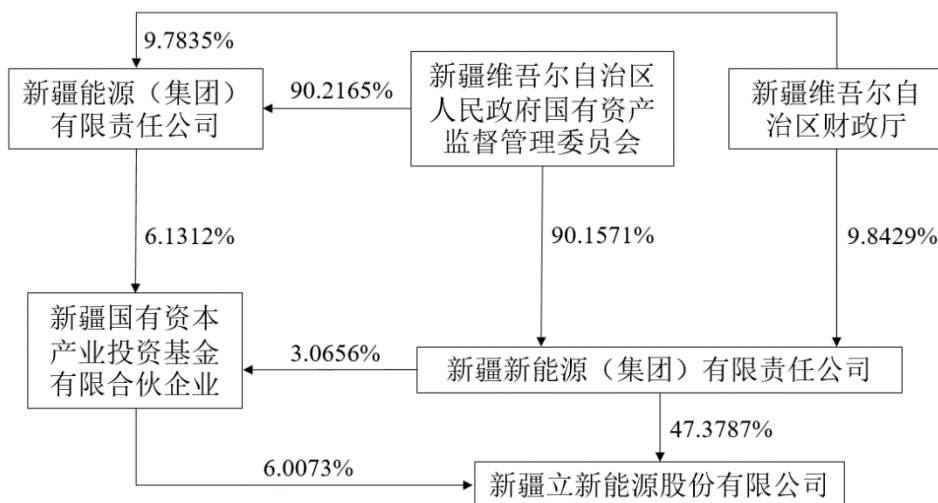 9.7835%
新疆能源（集团）
有限责任公司
90.2165%
新疆维吾尔自治区
人民政府国有资产
监督管理委员会
新疆维吾尔自
治区财政厅
6.1312%
90.1571%
9.8429%
新疆国有资本
产业投资基金
有限合伙企业
3.0656%
新疆新能源（集团）有限责任公司
47.3787%
6.0073%
新疆立新能源股份有限公司